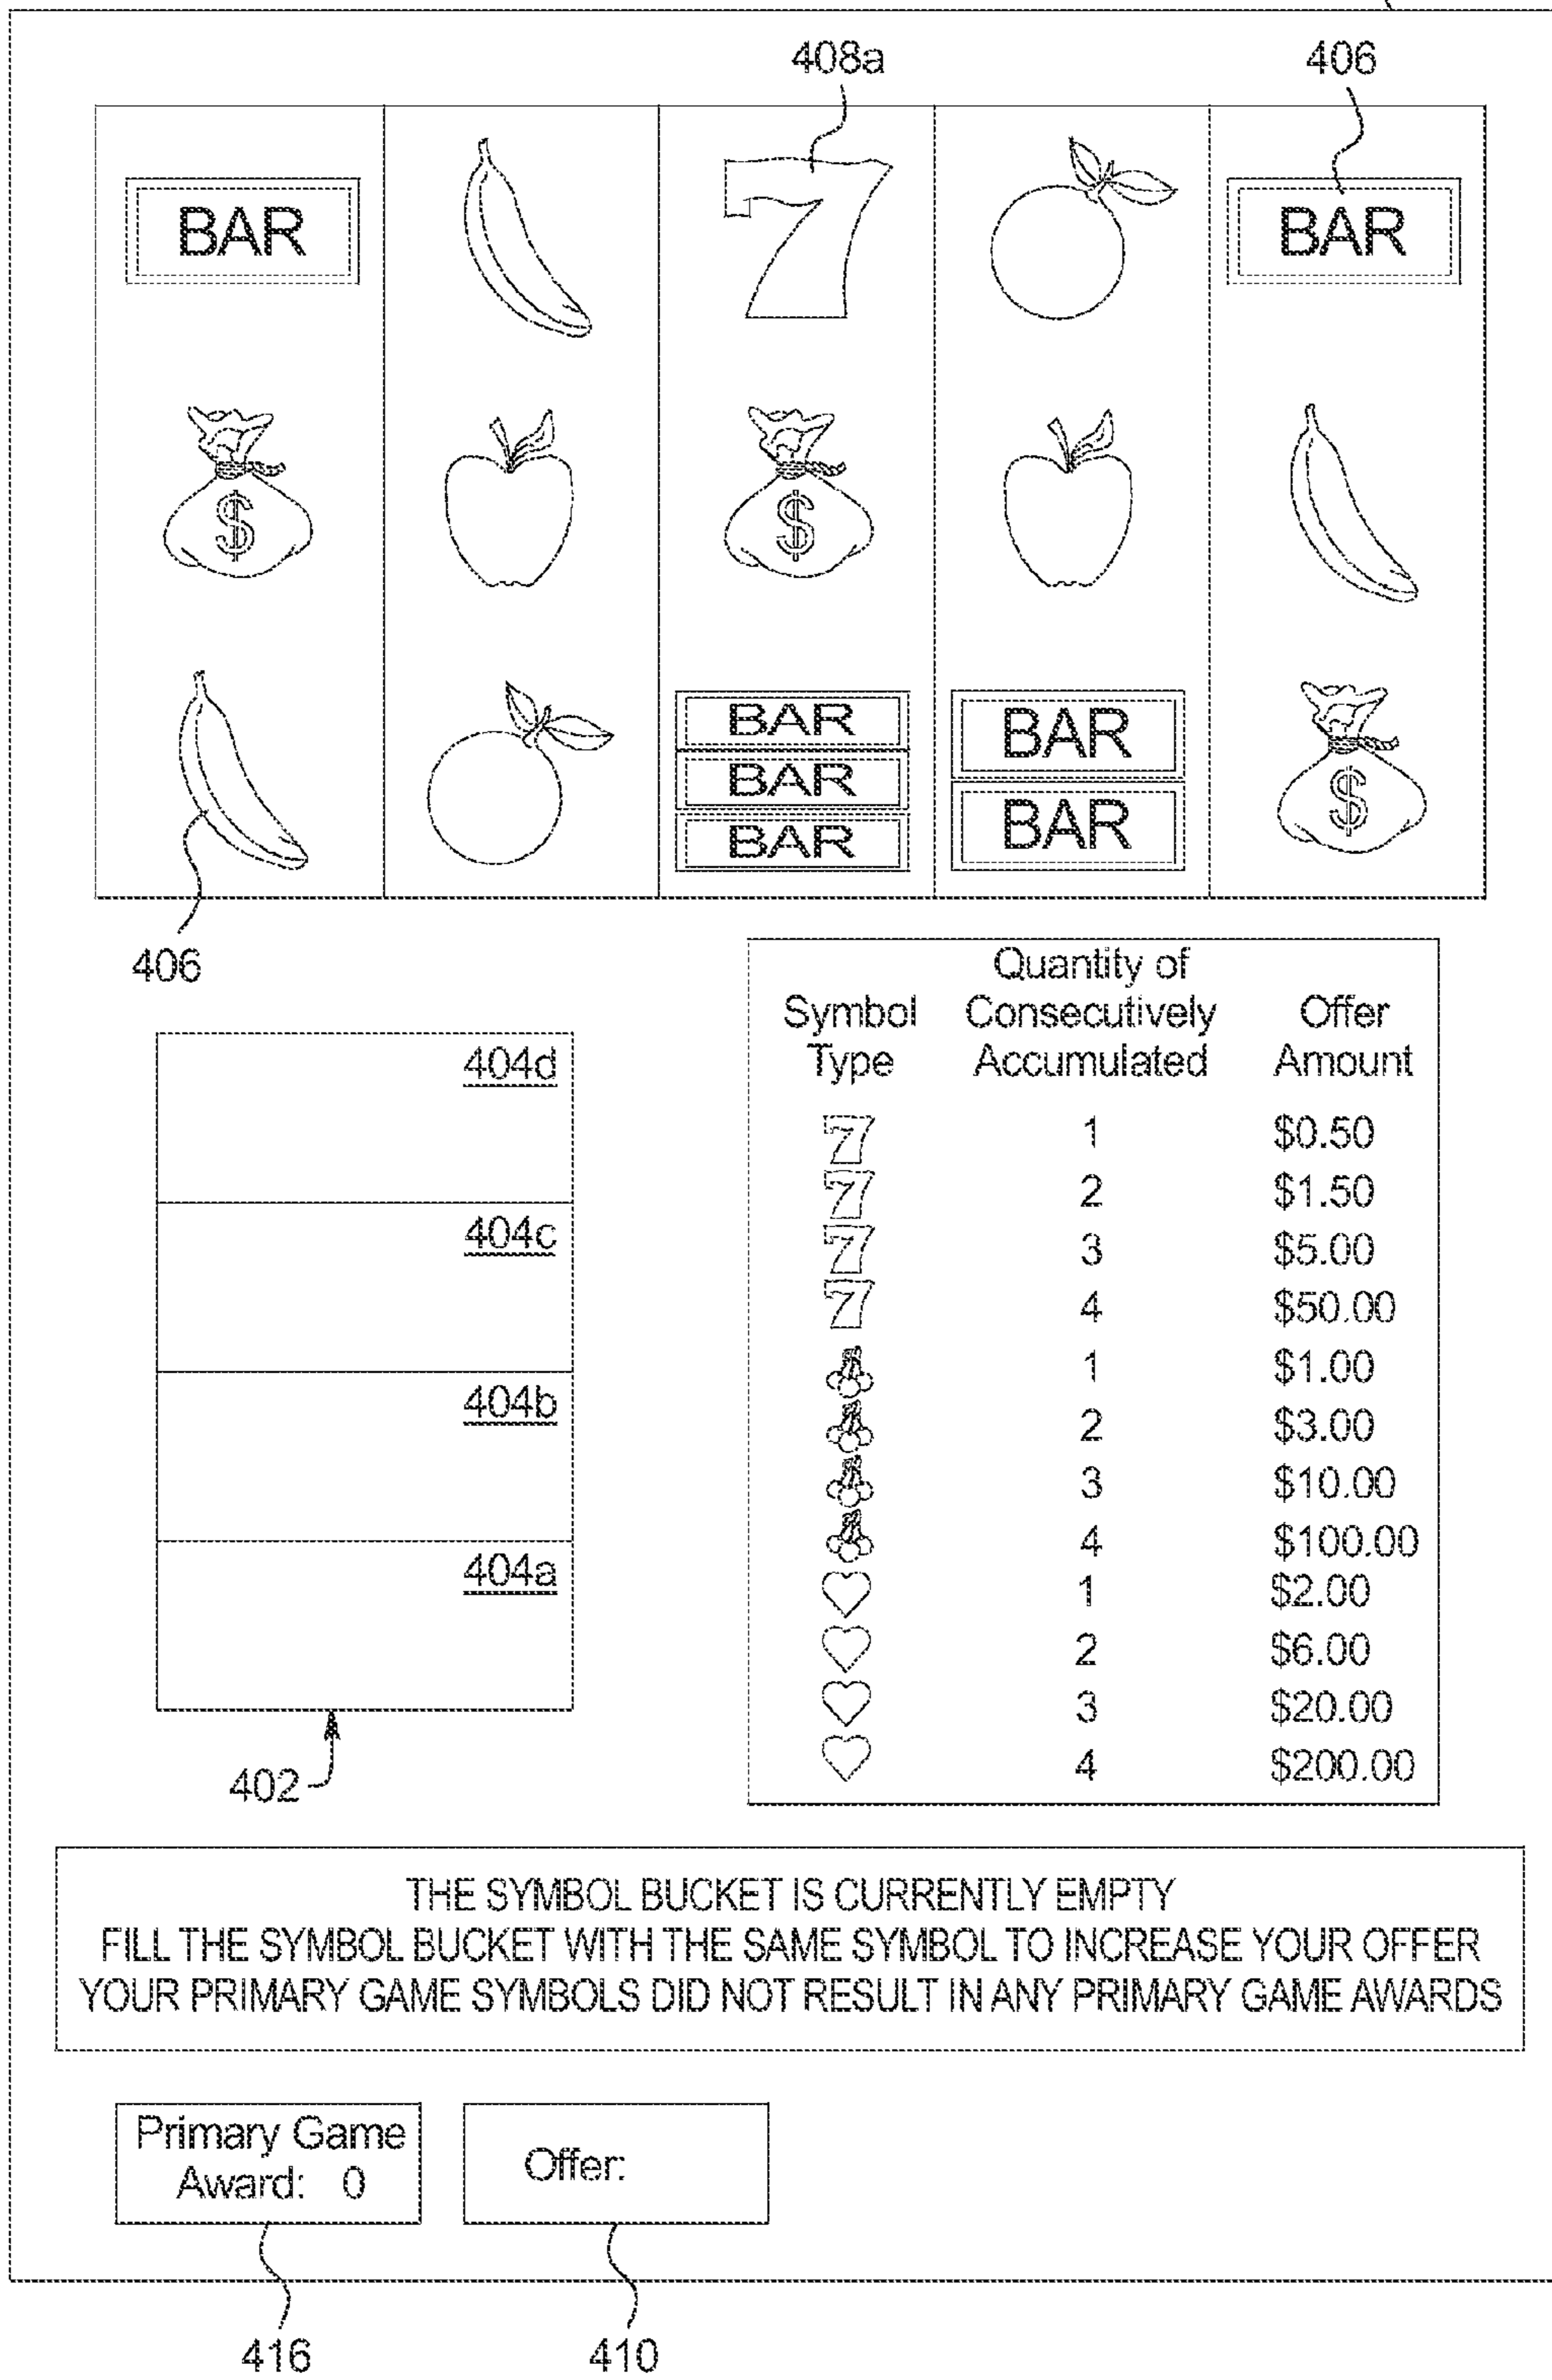 408a 406
BAR 7 BAR
$ $
BAR BAR
BAR BAR $
BAR
406
404d
404c
404b
404a
402
Symbol Type Quantity of Consecutively Accumulated Offer Amount
7 1 $0.50
7 2 $1.50
7 3 $5.00
7 4 $50.00
1 $1.00
2 $3.00
3 $10.00
4 $100.00
1 $2.00
2 $6.00
3 $20.00
4 $200.00
THE SYMBOL BUCKET IS CURRENTLY EMPTY
FILL THE SYMBOL BUCKET WITH THE SAME SYMBOL TO INCREASE YOUR OFFER
YOUR PRIMARY GAME SYMBOLS DID NOT RESULT IN ANY PRIMARY GAME AWARDS
Primary Game
Award: 0
Offer:
416 410